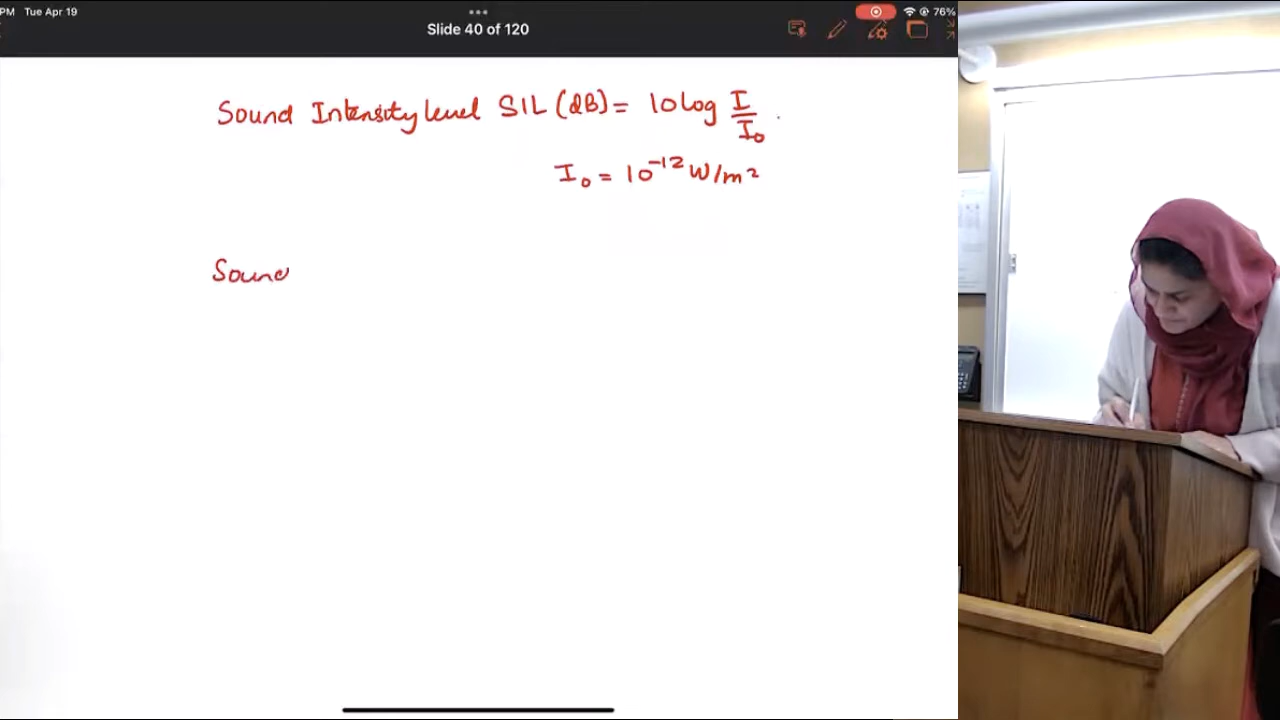 PM Tue Apr 19
76%
Slide 40 of 120
Sound Intensity level SIL (dB) = 10 log I/I₀
I₀ = 10⁻¹² W/m²
Sound